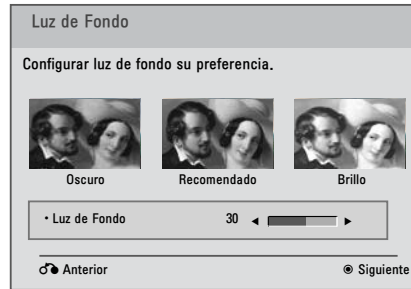 Luz de Fondo
Configurar luz de fondo su preferencia.
Oscuro Recomendado Brillo
• Luz de Fondo 30 ◄ ►
Anterior ◉ Siguiente